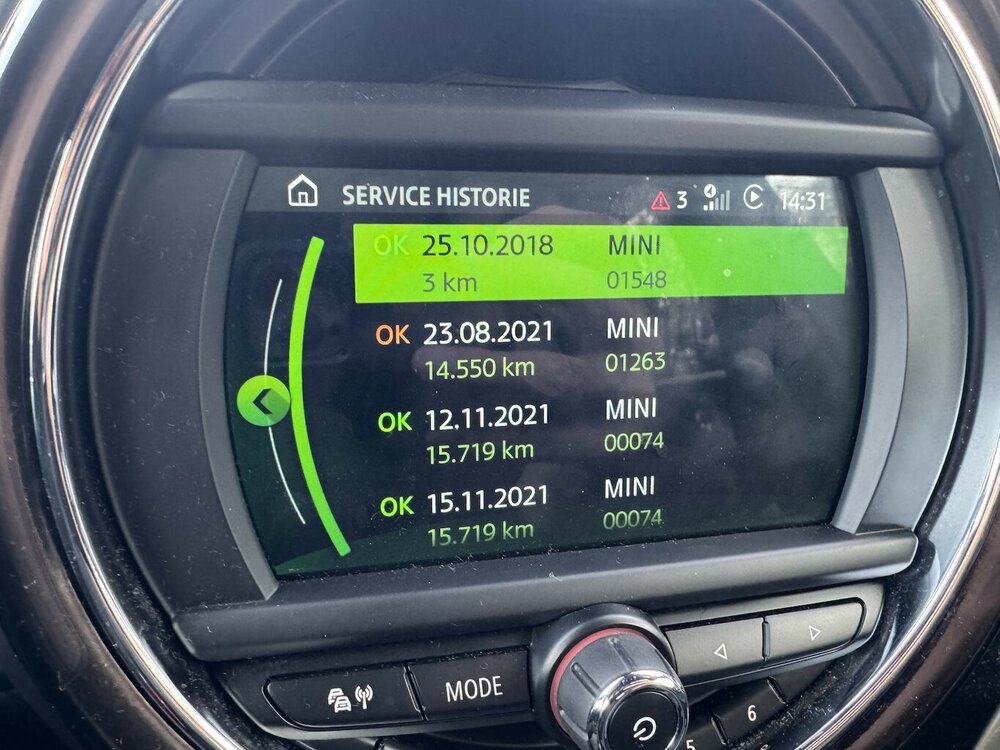 SERVICE HISTORIE 3 14:31
OK 25.10.2018 MINI
3 km 01548
OK 23.08.2021 MINI
14.550 km 01263
OK 12.11.2021 MINI
15.719 km 00074
OK 15.11.2021 MINI
15.719 km 00074
MODE
5 6